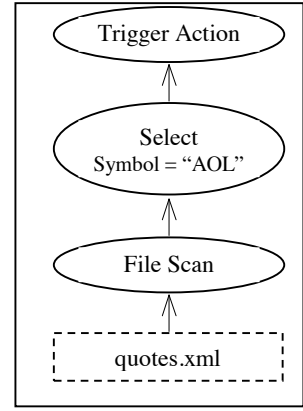 Trigger Action
Select
Symbol = “AOL”
File Scan
quotes.xml